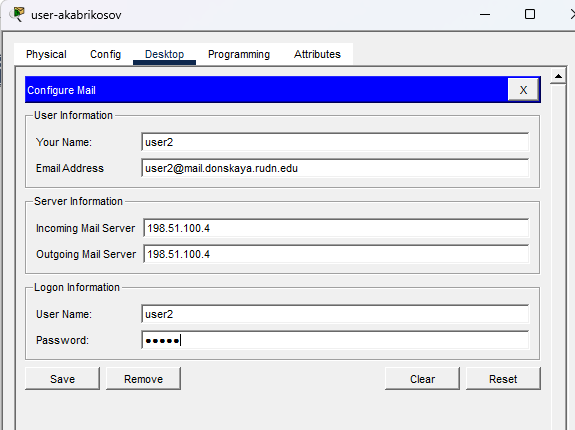 user-akabrikosov
Physical Config Desktop Programming Attributes
Configure Mail X
User Information
Your Name: user2
Email Address user2@mail.donskaya.rudn.edu
Server Information
Incoming Mail Server 198.51.100.4
Outgoing Mail Server 198.51.100.4
Logon Information
User Name: user2
Password: ●●●●●
Save Remove Clear Reset